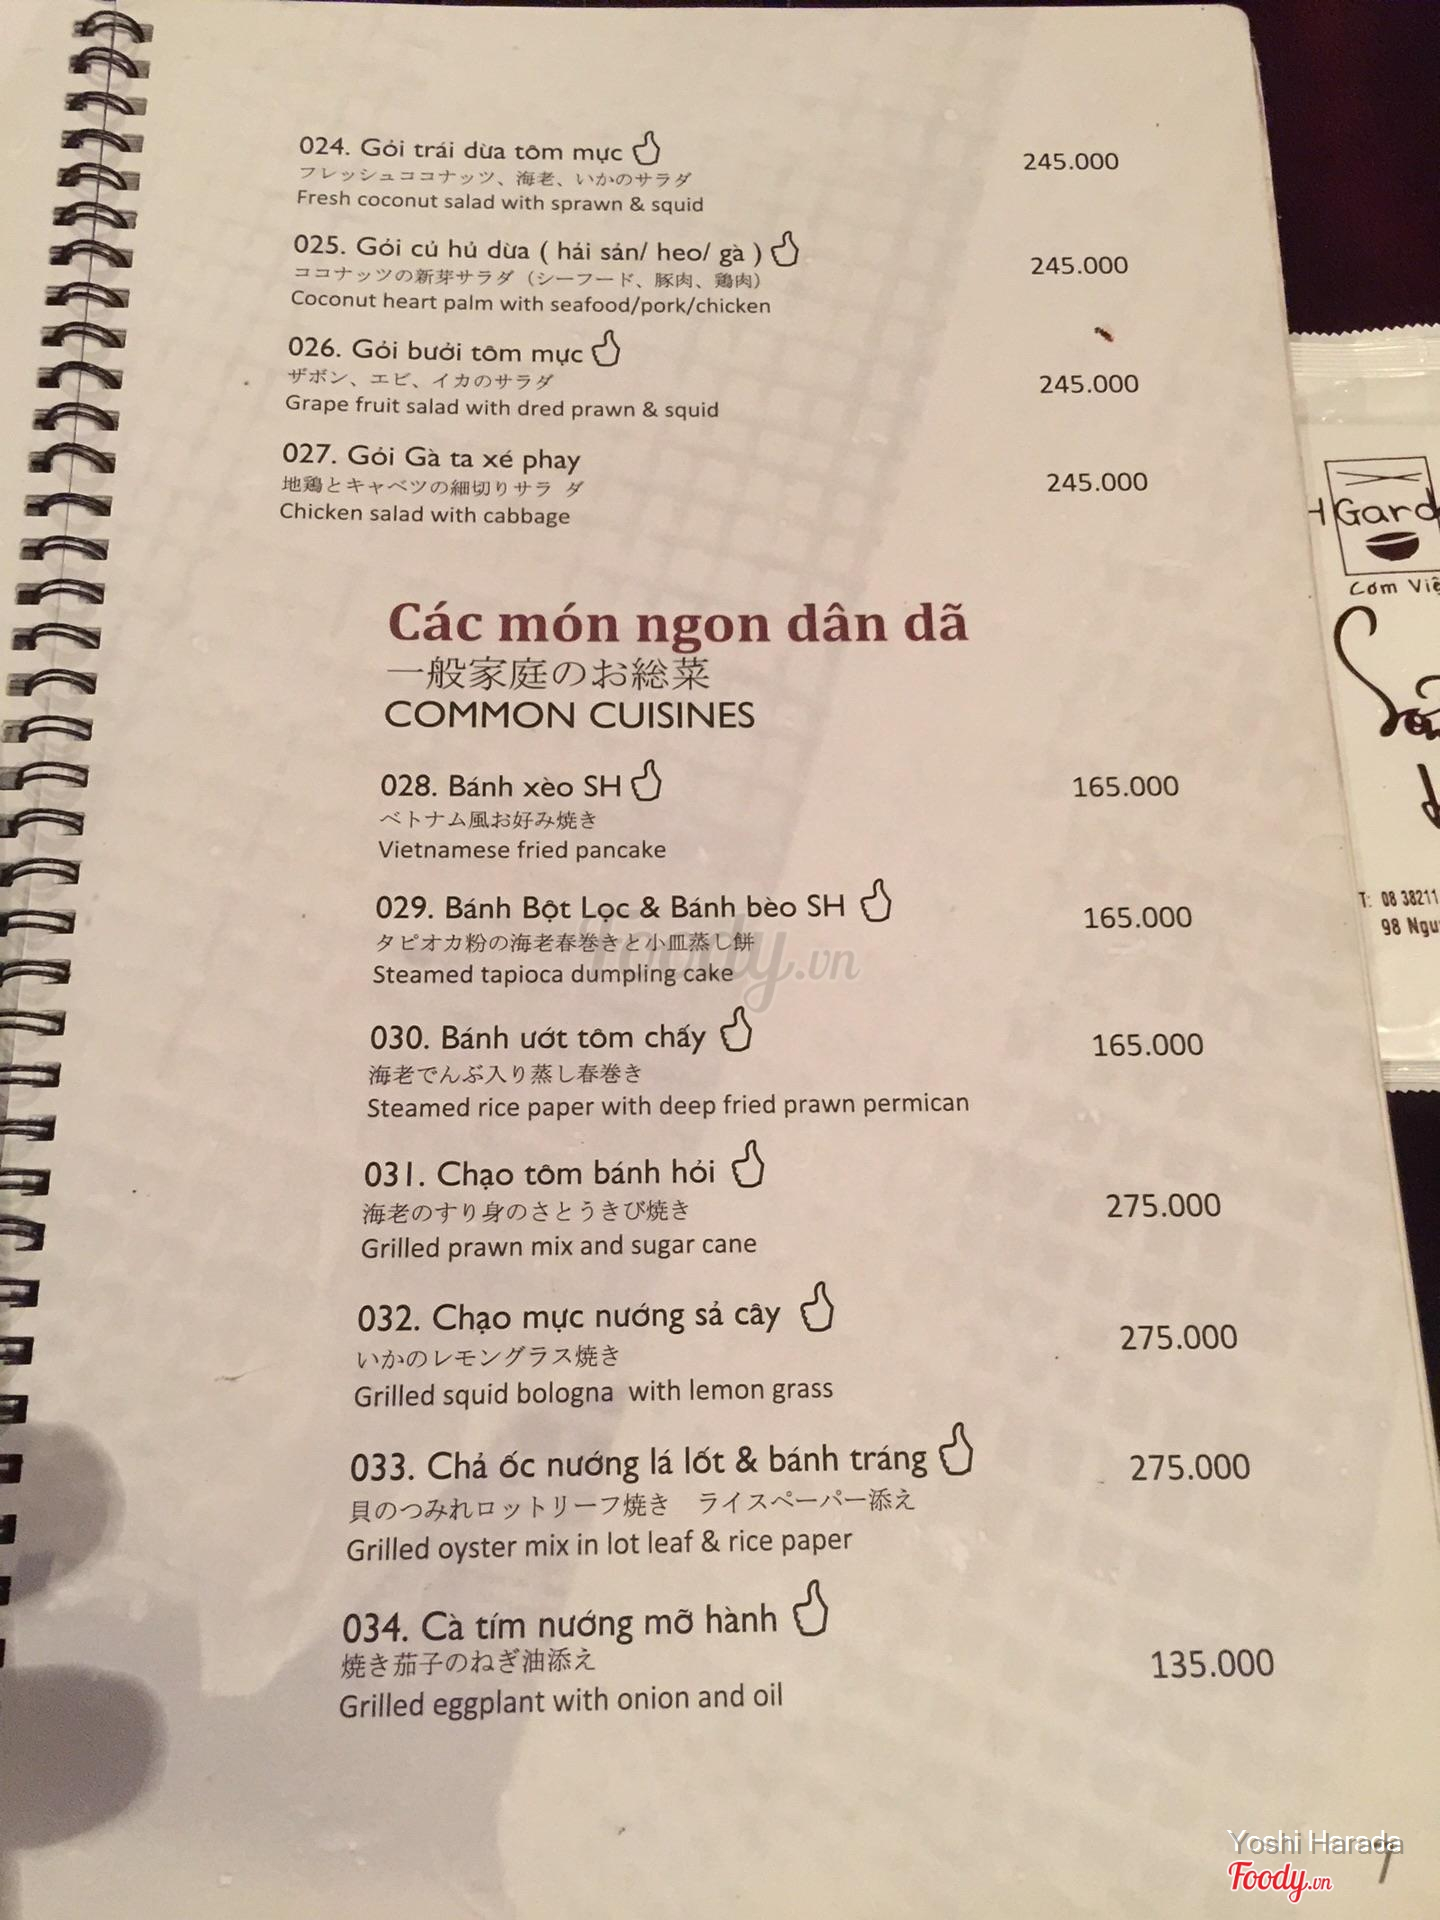 024. Gỏi trái dừa tôm mực
245.000
フレッシュココナッツ、海老、いかのサラダ
Fresh coconut salad with sprawn & squid
025. Gỏi củ hủ dừa ( hải sản/ heo/ gà )
245.000
ココナッツの新芽サラダ（シーフード、豚肉、鶏肉）
Coconut heart palm with seafood/pork/chicken
026. Gỏi bưởi tôm mực
245.000
ザボン、エビ、イカのサラダ
Grape fruit salad with dred prawn & squid
027. Gỏi Gà ta xé phay
245.000
地鶏とキャベツの細切りサラ ダ
Chicken salad with cabbage
Các món ngon dân dã
一般家庭のお総菜
COMMON CUISINES
028. Bánh xèo SH
165.000
ベトナム風お好み焼き
Vietnamese fried pancake
029. Bánh Bột Lọc & Bánh bèo SH
165.000
タピオカ粉の海老春巻きと小皿蒸し餅
Steamed tapioca dumpling cake
030. Bánh ướt tôm chấy
165.000
海老でんぶ入り蒸し春巻き
Steamed rice paper with deep fried prawn permican
031. Chạo tôm bánh hỏi
275.000
海老のすり身のさとうきび焼き
Grilled prawn mix and sugar cane
032. Chạo mực nướng sả cây
275.000
いかのレモングラス焼き
Grilled squid bologna with lemon grass
033. Chả ốc nướng lá lốt & bánh tráng
275.000
貝のつみれロットリーフ焼き ライスペーパー添え
Grilled oyster mix in lot leaf & rice paper
034. Cà tím nướng mỡ hành
135.000
焼き茄子のねぎ油添え
Grilled eggplant with onion and oil
7
H Gard
Cơm Việ
T: 08 38211
98 Ngu
Foody.vn
Yoshi Harada
Foody.vn